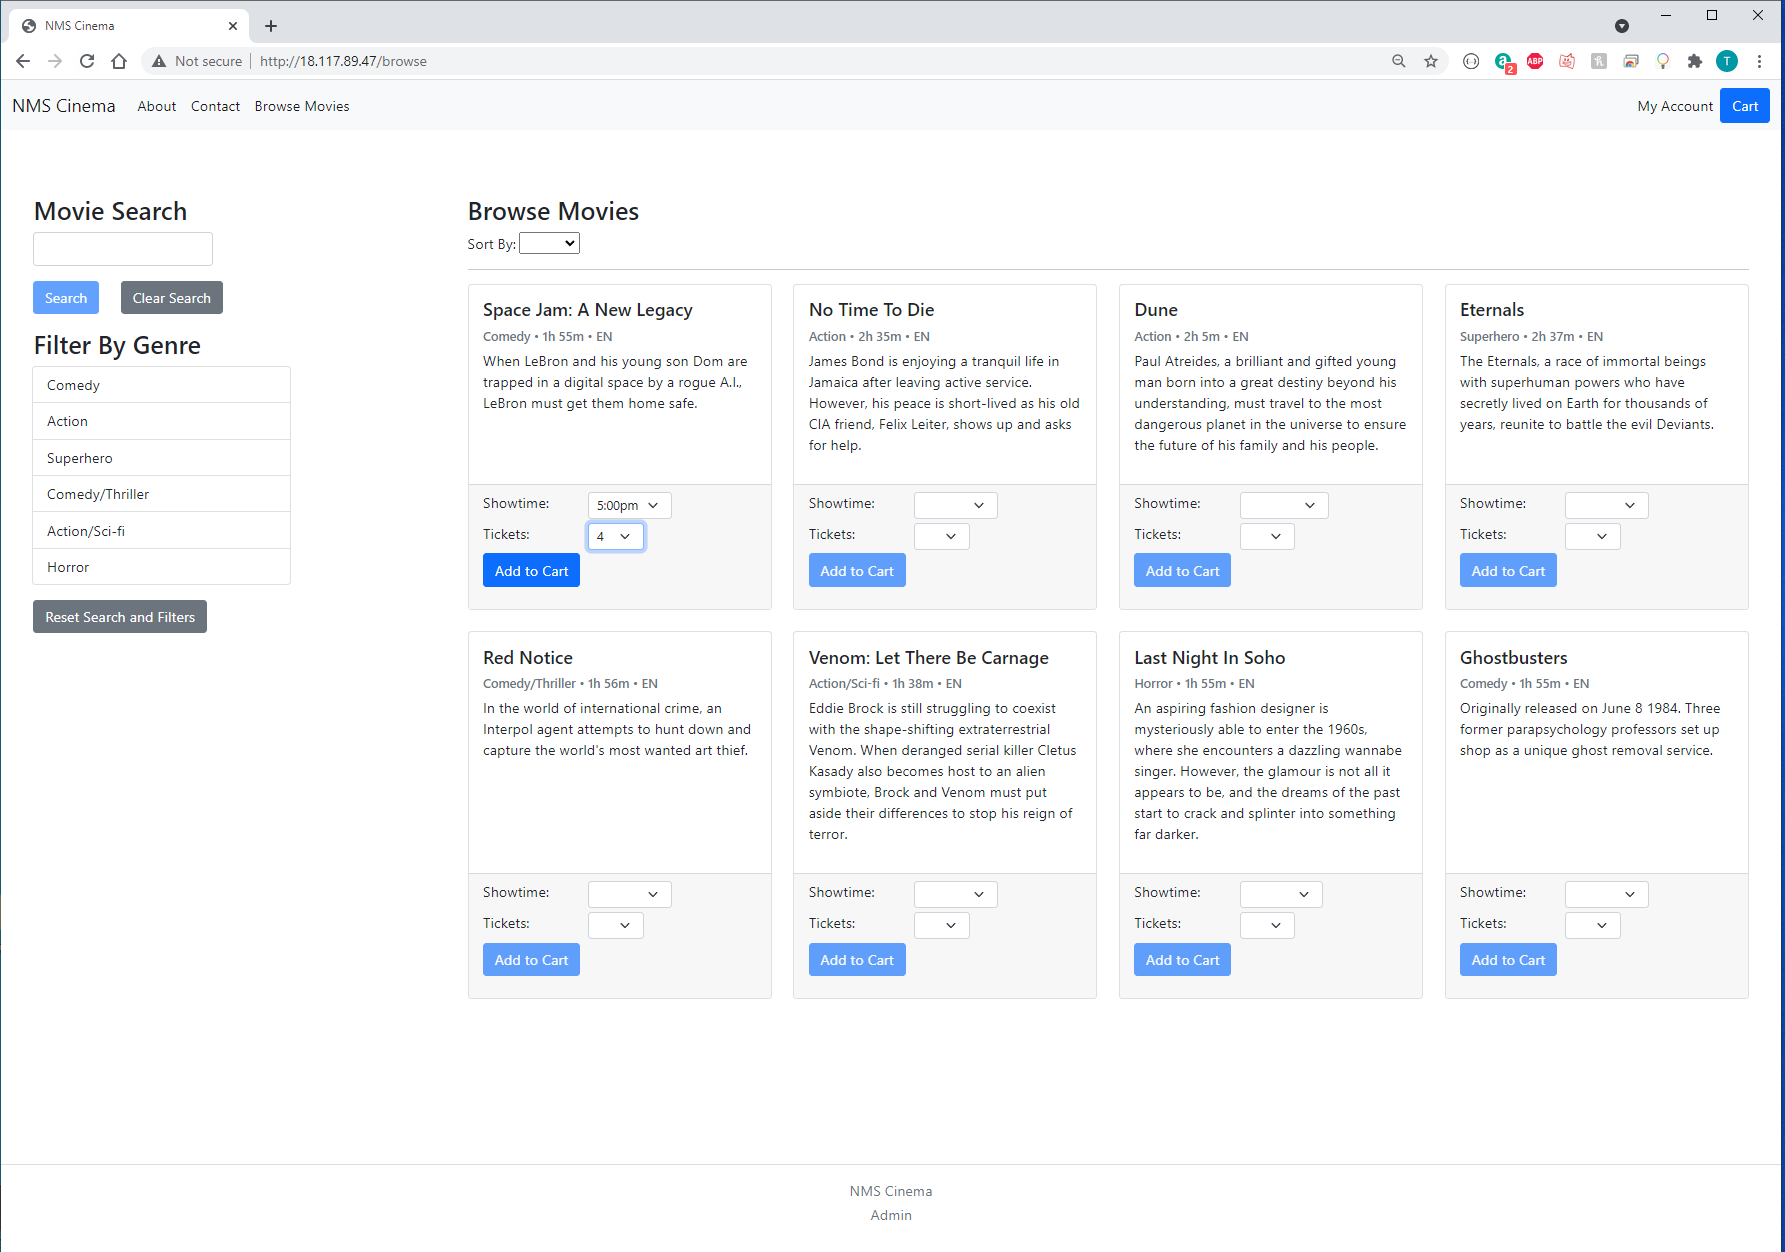 NMS Cinema
Not secure
http://18.117.89.47/browse
2
ABP
T
NMS Cinema About Contact Browse Movies My Account Cart
Movie Search
Search Clear Search
Filter By Genre
Comedy
Action
Superhero
Comedy/Thriller
Action/Sci-fi
Horror
Reset Search and Filters
Browse Movies
Sort By:
Space Jam: A New Legacy
Comedy • 1h 55m • EN
When LeBron and his young son Dom are
trapped in a digital space by a rogue A.I.,
LeBron must get them home safe.
Showtime: 5:00pm
Tickets: 4
Add to Cart
No Time To Die
Action • 2h 35m • EN
James Bond is enjoying a tranquil life in
Jamaica after leaving active service.
However, his peace is short-lived as his old
CIA friend, Felix Leiter, shows up and asks
for help.
Showtime:
Tickets:
Add to Cart
Dune
Action • 2h 5m • EN
Paul Atreides, a brilliant and gifted young
man born into a great destiny beyond his
understanding, must travel to the most
dangerous planet in the universe to ensure
the future of his family and his people.
Showtime:
Tickets:
Add to Cart
Eternals
Superhero • 2h 37m • EN
The Eternals, a race of immortal beings
with superhuman powers who have
secretly lived on Earth for thousands of
years, reunite to battle the evil Deviants.
Showtime:
Tickets:
Add to Cart
Red Notice
Comedy/Thriller • 1h 56m • EN
In the world of international crime, an
Interpol agent attempts to hunt down and
capture the world's most wanted art thief.
Showtime:
Tickets:
Add to Cart
Venom: Let There Be Carnage
Action/Sci-fi • 1h 38m • EN
Eddie Brock is still struggling to coexist
with the shape-shifting extraterrestrial
Venom. When deranged serial killer Cletus
Kasady also becomes host to an alien
symbiote, Brock and Venom must put
aside their differences to stop his reign of
terror.
Showtime:
Tickets:
Add to Cart
Last Night In Soho
Horror • 1h 55m • EN
An aspiring fashion designer is
mysteriously able to enter the 1960s,
where she encounters a dazzling wannabe
singer. However, the glamour is not all it
appears to be, and the dreams of the past
start to crack and splinter into something
far darker.
Showtime:
Tickets:
Add to Cart
Ghostbusters
Comedy • 1h 55m • EN
Originally released on June 8 1984. Three
former parapsychology professors set up
shop as a unique ghost removal service.
Showtime:
Tickets:
Add to Cart
NMS Cinema
Admin